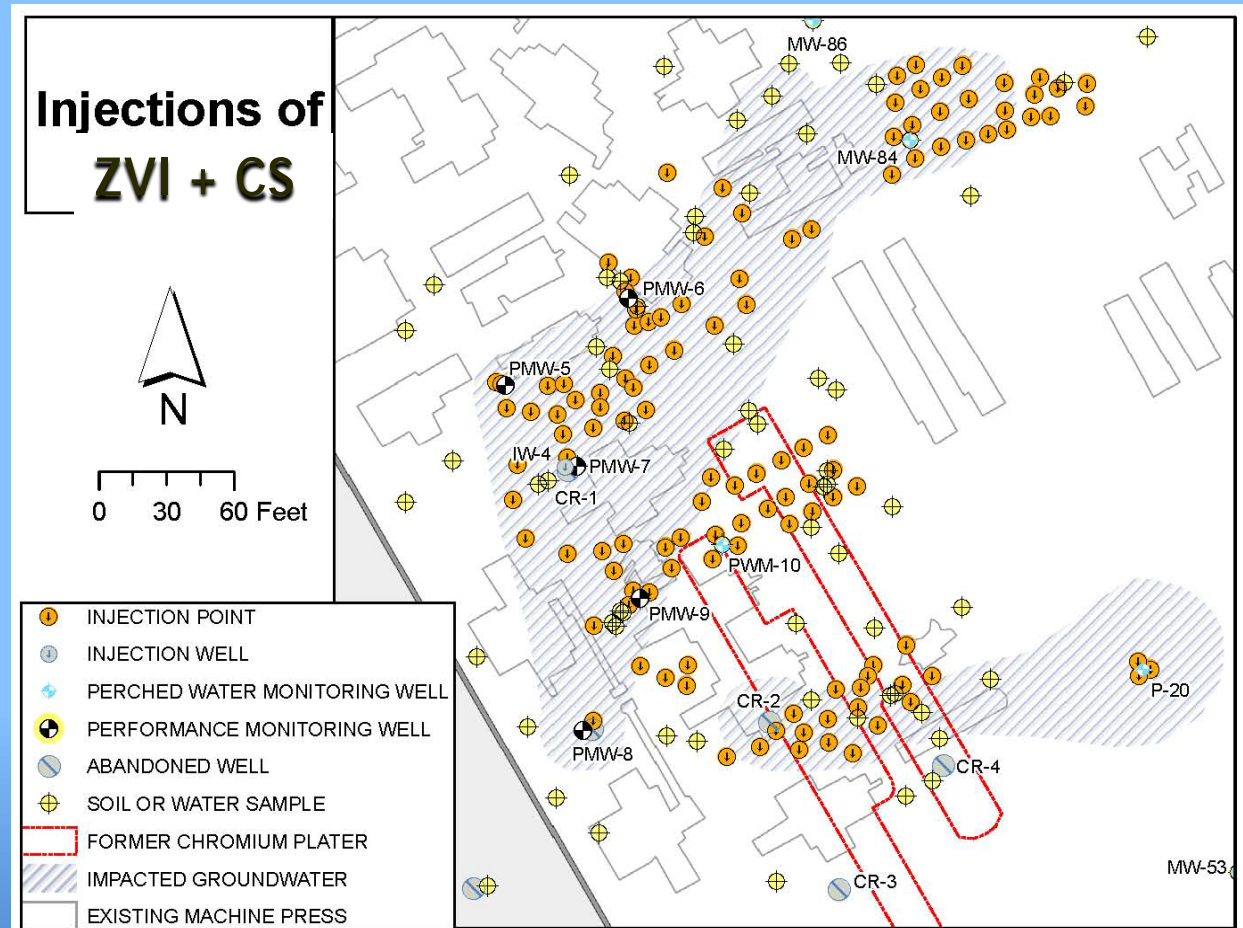 Injections of
ZVI + CS
N
0 30 60 Feet
INJECTION POINT
INJECTION WELL
PERCHED WATER MONITORING WELL
PERFORMANCE MONITORING WELL
ABANDONED WELL
SOIL OR WATER SAMPLE
FORMER CHROMIUM PLATER
IMPACTED GROUNDWATER
EXISTING MACHINE PRESS
MW-86
MW-84
PMW-6
PMW-5
IW-4
PMW-7
CR-1
PWM-10
PMW-9
P-20
CR-2
PMW-8
CR-4
MW-53
CR-3